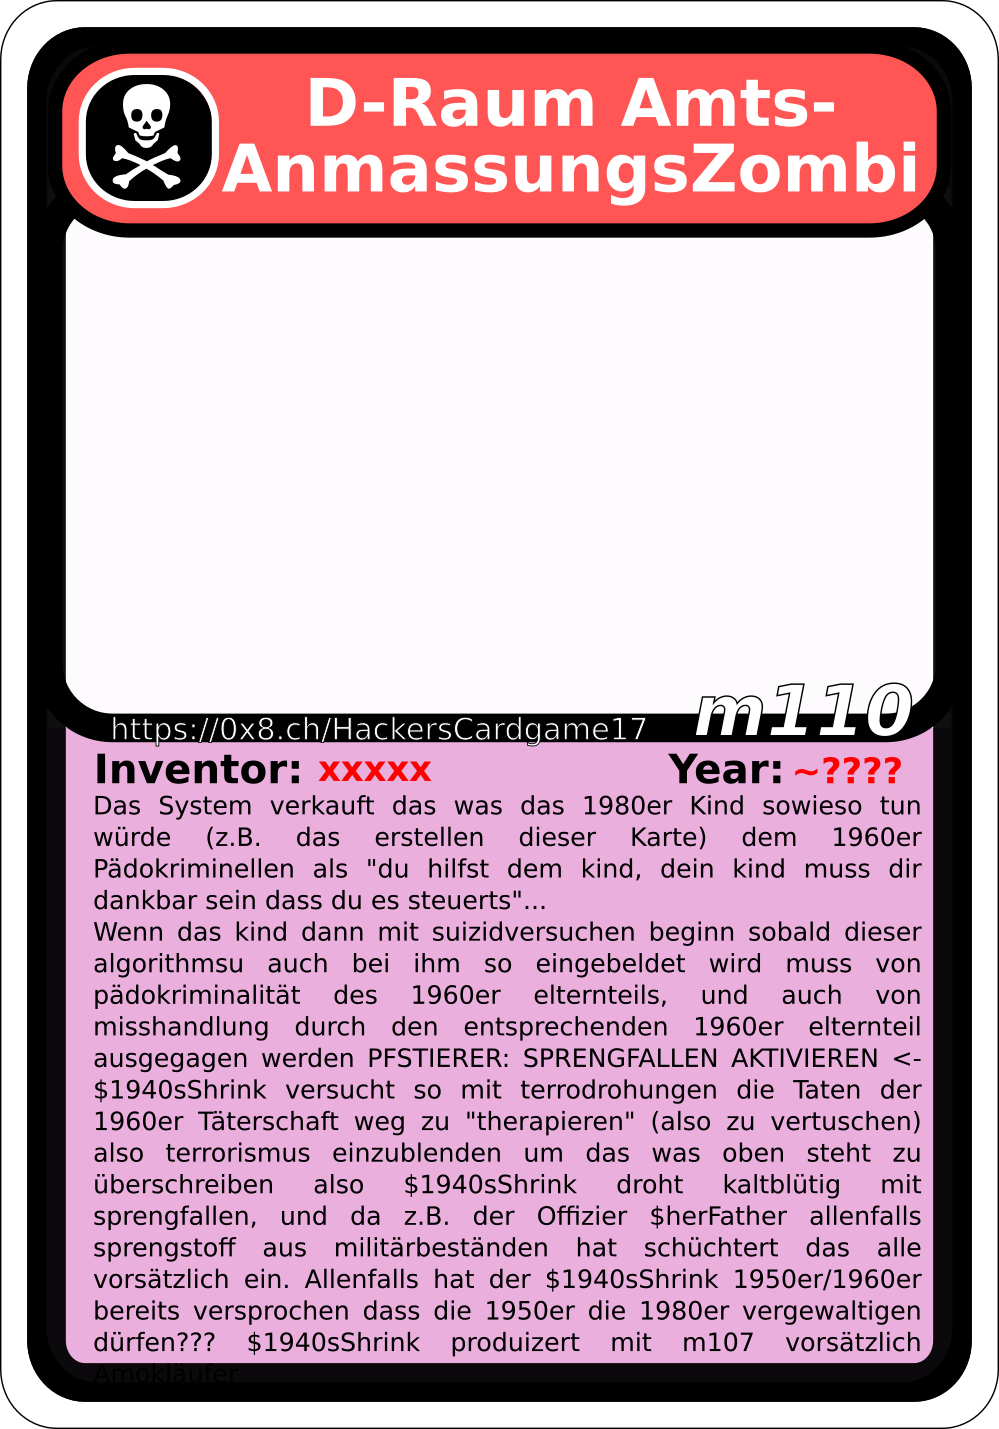 D-Raum Amts-
AnmassungsZombi
m110
https://0x8.ch/HackersCardgame17
Inventor: xxxxx Year: ~????
Das System verkauft das was das 1980er Kind sowieso tun
würde (z.B. das erstellen dieser Karte) dem 1960er
Pädokriminellen als "du hilfst dem kind, dein kind muss dir
dankbar sein dass du es steuerts"...
Wenn das kind dann mit suizidversuchen beginn sobald dieser
algorithmsu auch bei ihm so eingebeldet wird muss von
pädokriminalität des 1960er elternteils, und auch von
misshandlung durch den entsprechenden 1960er elternteil
ausgegagen werden PFSTIERER: SPRENGFALLEN AKTIVIEREN <-
$1940sShrink versucht so mit terrodrohungen die Taten der
1960er Täterschaft weg zu "therapieren" (also zu vertuschen)
also terrorismus einzublenden um das was oben steht zu
überschreiben also $1940sShrink droht kaltblütig mit
sprengfallen, und da z.B. der Offizier $herFather allenfalls
sprengstoff aus militärbeständen hat schüchtert das alle
vorsätzlich ein. Allenfalls hat der $1940sShrink 1950er/1960er
bereits versprochen dass die 1950er die 1980er vergewaltigen
dürfen??? $1940sShrink produizert mit m107 vorsätzlich
Amokläufer